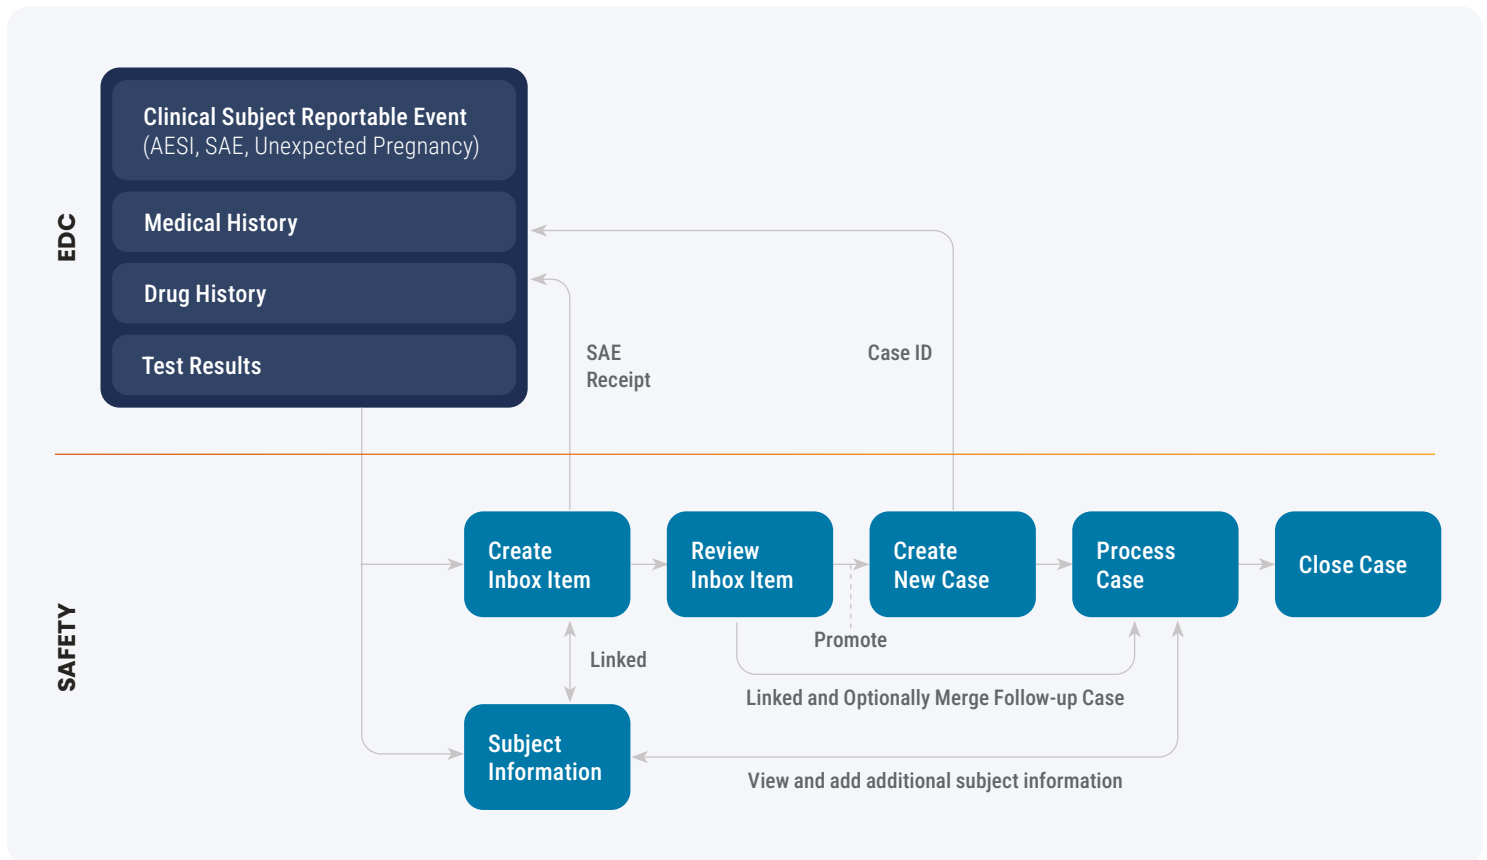 EDC
Clinical Subject Reportable Event
(AESI, SAE, Unexpected Pregnancy)
Medical History
Drug History
Test Results
SAE
Receipt
Case ID
SAFETY
Create
Inbox Item
Review
Inbox Item
Create
New Case
Process
Case
Close Case
Promote
Linked
Linked and Optionally Merge Follow-up Case
Subject
Information
View and add additional subject information